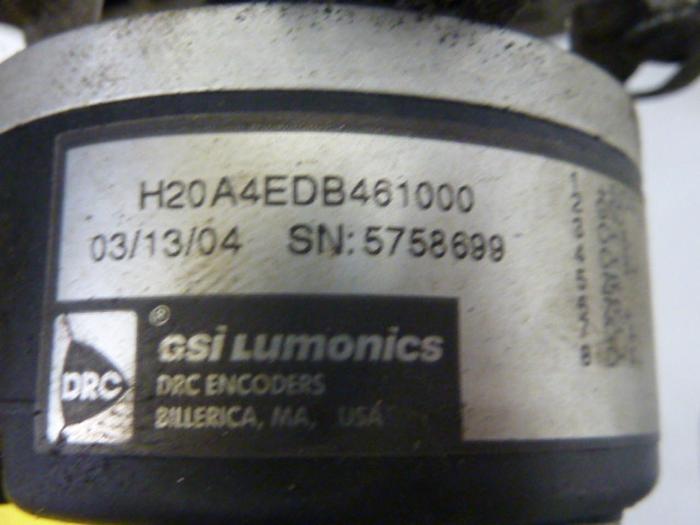 H20A4EDB461000
03/13/04 SN: 5758699
®
GSi Lumonics
DRC
DRC ENCODERS
BILLERICA, MA, USA